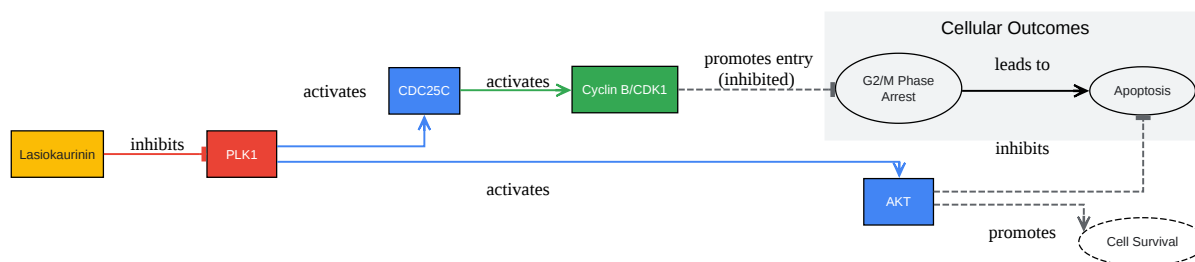 Cellular Outcomes
promotes entry
(inhibited)
leads to
activates
activates
CDC25C
Cyclin B/CDK1
G2/M Phase
Arrest
Apoptosis
Lasiokaurinin
inhibits
PLK1
inhibits
activates
AKT
promotes
Cell Survival